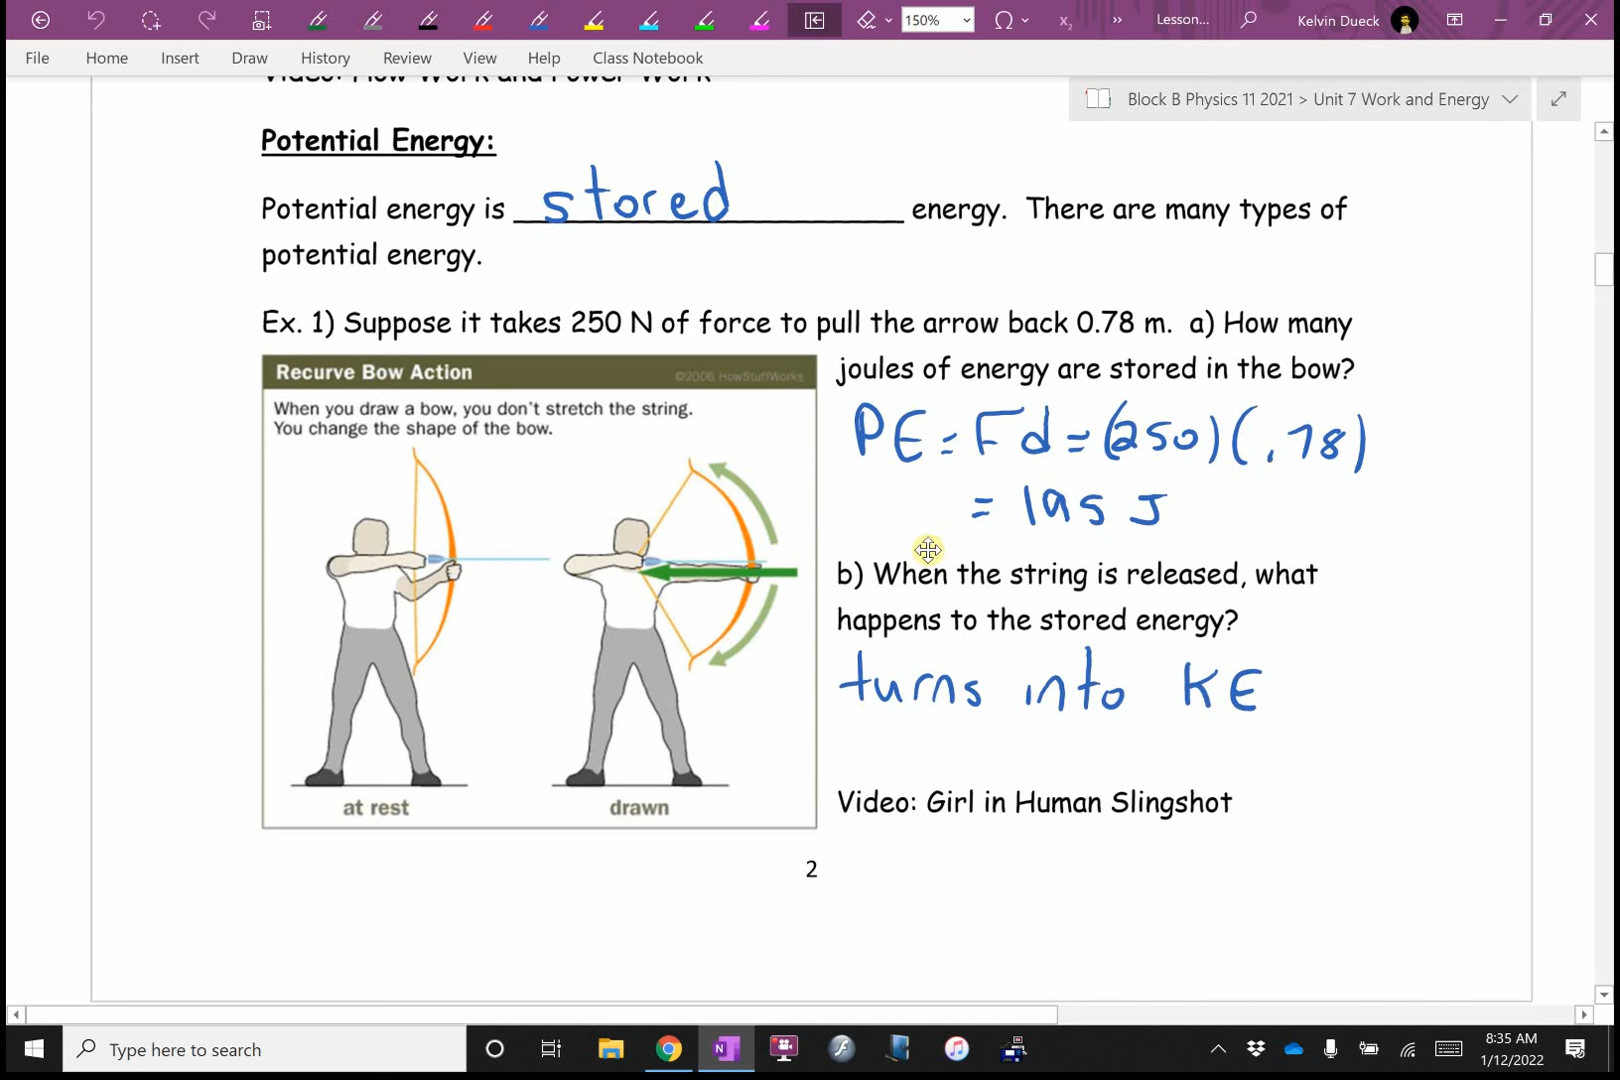 150%
Lesson...
Kelvin Dueck
File Home Insert Draw History Review View Help Class Notebook
Video: How Work and Power Work
Block B Physics 11 2021 > Unit 7 Work and Energy
Potential Energy:
Potential energy is stored energy. There are many types of
potential energy.
Ex. 1) Suppose it takes 250 N of force to pull the arrow back 0.78 m. a) How many
joules of energy are stored in the bow?
Recurve Bow Action
©2006 HowStuffWorks
When you draw a bow, you don't stretch the string.
You change the shape of the bow.
at rest
drawn
PE = Fd = (250)(.78)
= 195 J
b) When the string is released, what
happens to the stored energy?
turns into KE
Video: Girl in Human Slingshot
2
Type here to search
8:35 AM
1/12/2022